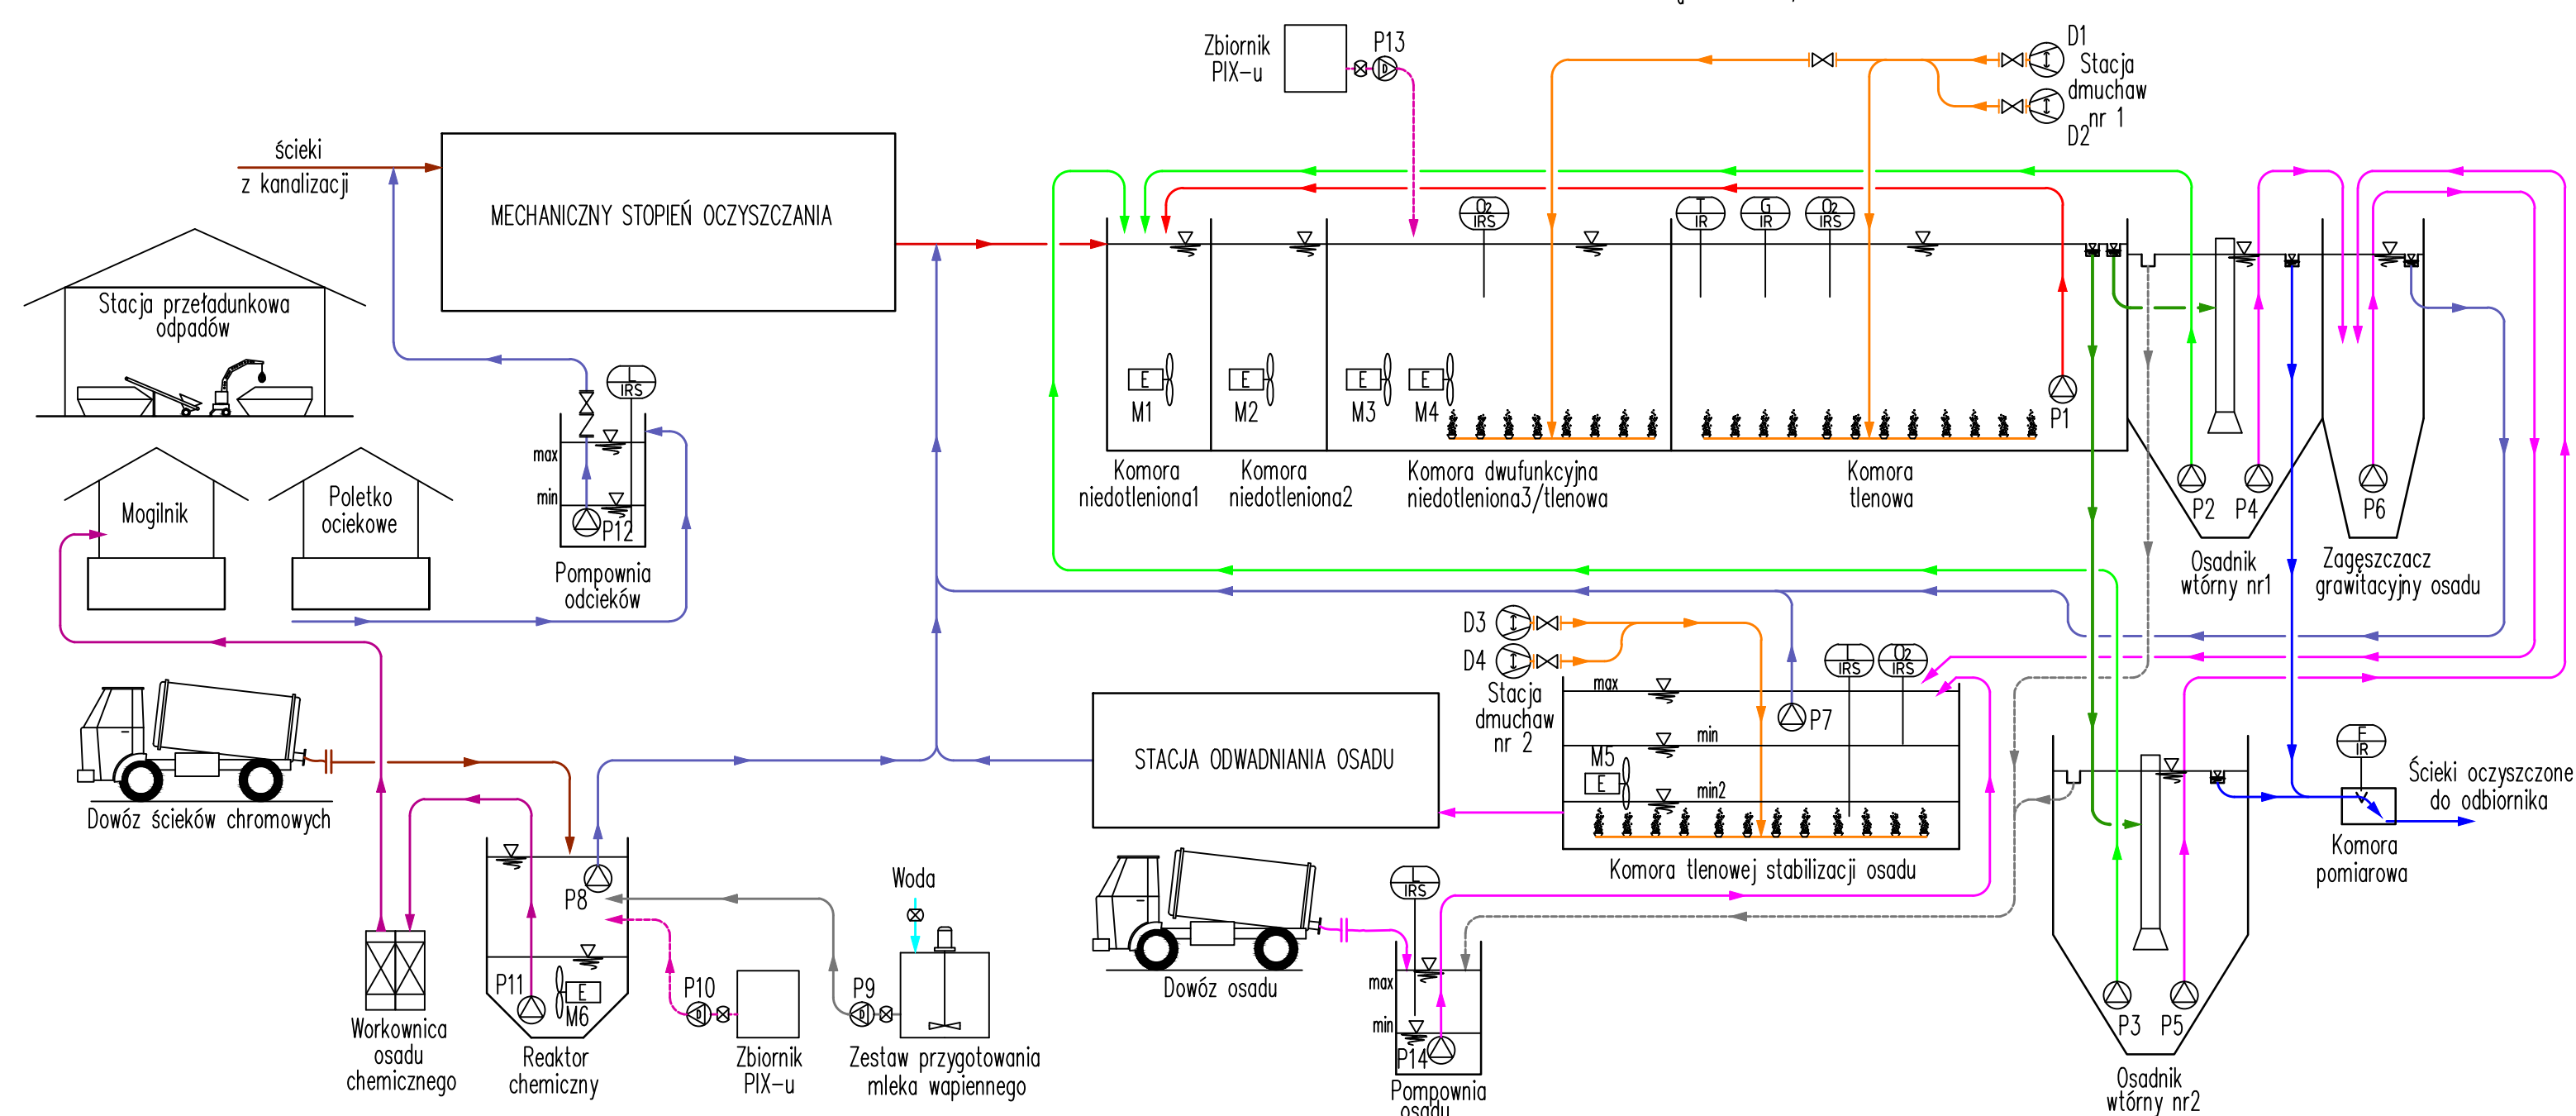 Zbiornik
PIX-u
P13
D1
Stacja
dmuchaw
nr 1
D2
ścieki
z kanalizacji
MECHANICZNY STOPIEŃ OCZYSZCZANIA
O2
IRS
T
IR
G
IR
O2
IRS
Stacja przeładunkowa
odpadów
L
IRS
max
min
P12
Pompownia
odcieków
E
M1
E
M2
E
M3
E
M4
P1
Komora
niedotleniona1
Komora
niedotleniona2
Komora dwufunkcyjna
niedotleniona3/tlenowa
Komora
tlenowa
P2
P4
P6
Osadnik
wtórny nr1
Zagęszczacz
grawitacyjny osadu
Mogilnik
Poletko
ociekowe
D3
D4
Stacja
dmuchaw
nr 2
L
IRS
O2
IRS
max
P7
min
M5
E
min2
Komora tlenowej stabilizacji osadu
STACJA ODWADNIANIA OSADU
F
IR
Ścieki oczyszczone
do odbiornika
Komora
pomiarowa
Dowóz ścieków chromowych
P8
Woda
P11
E
M6
P10
P9
Workownica
osadu
chemicznego
Reaktor
chemiczny
Zbiornik
PIX-u
Zestaw przygotowania
mleka wapiennego
Dowóz osadu
L
IRS
max
min
P14
Pompownia
osadu
P3
P5
Osadnik
wtórny nr2